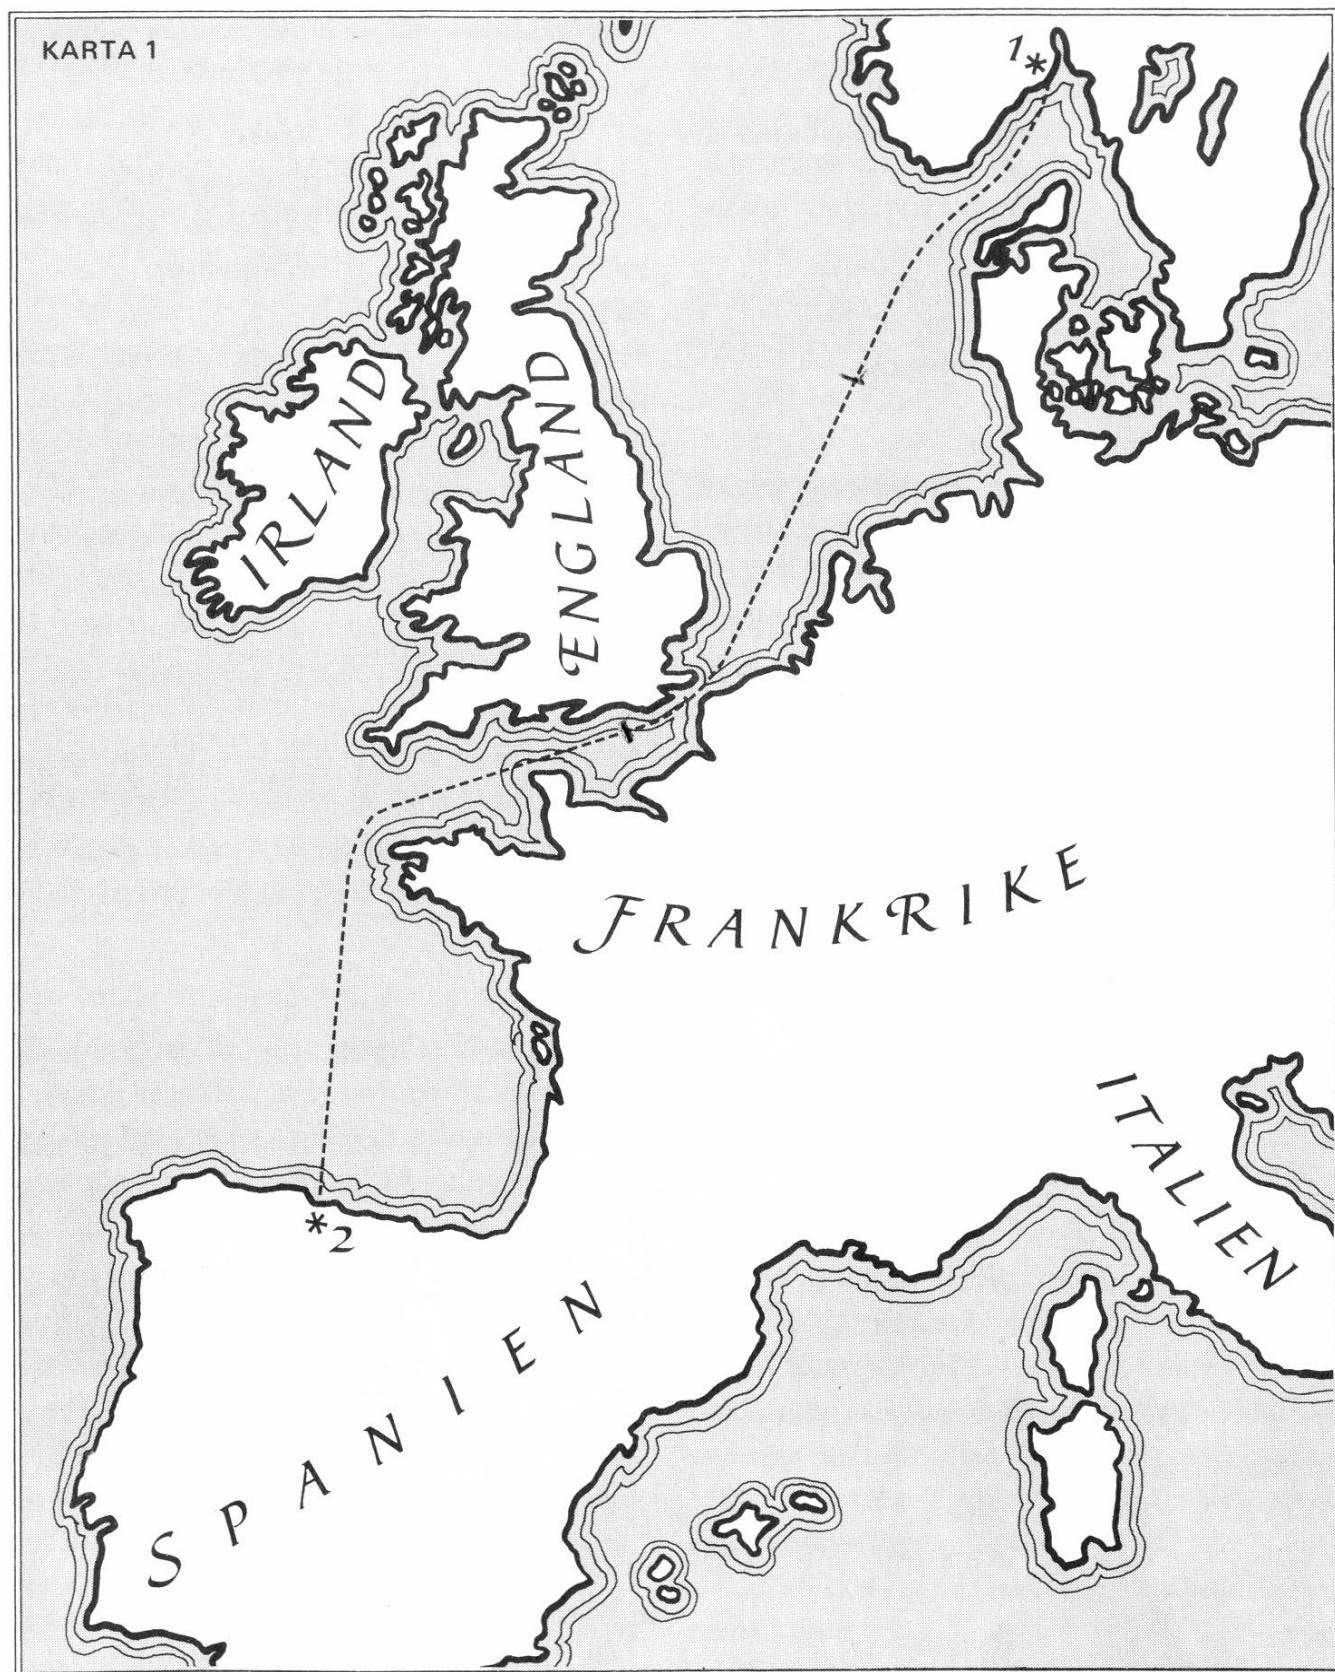 KARTA 1
1*
IRLAND
ENGLAND
FRANKRIKE
ITALIEN
*2
SPANIEN